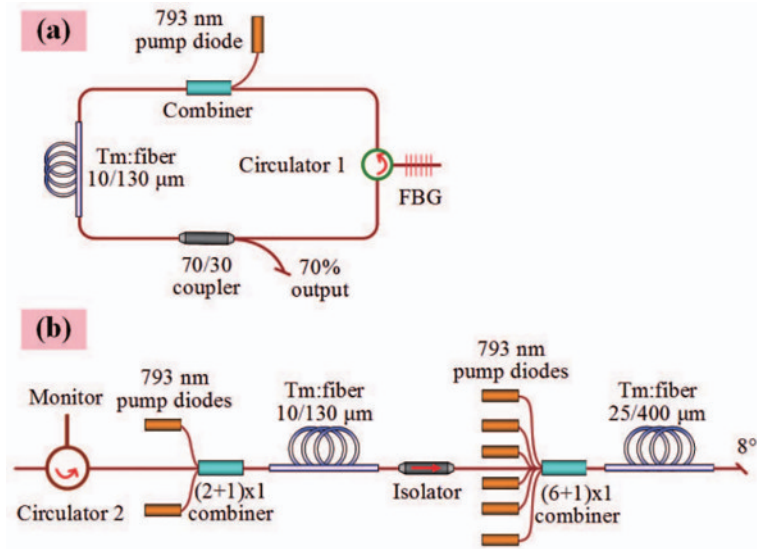 (a)
793 nm
pump diode
Combiner
Tm:fiber
10/130 µm
Circulator 1
FBG
70/30
coupler
70%
output
(b)
Monitor
Circulator 2
793 nm
pump diodes
(2+1)x1
combiner
Tm:fiber
10/130 µm
Isolator
793 nm
pump diodes
(6+1)x1
combiner
Tm:fiber
25/400 µm
8°